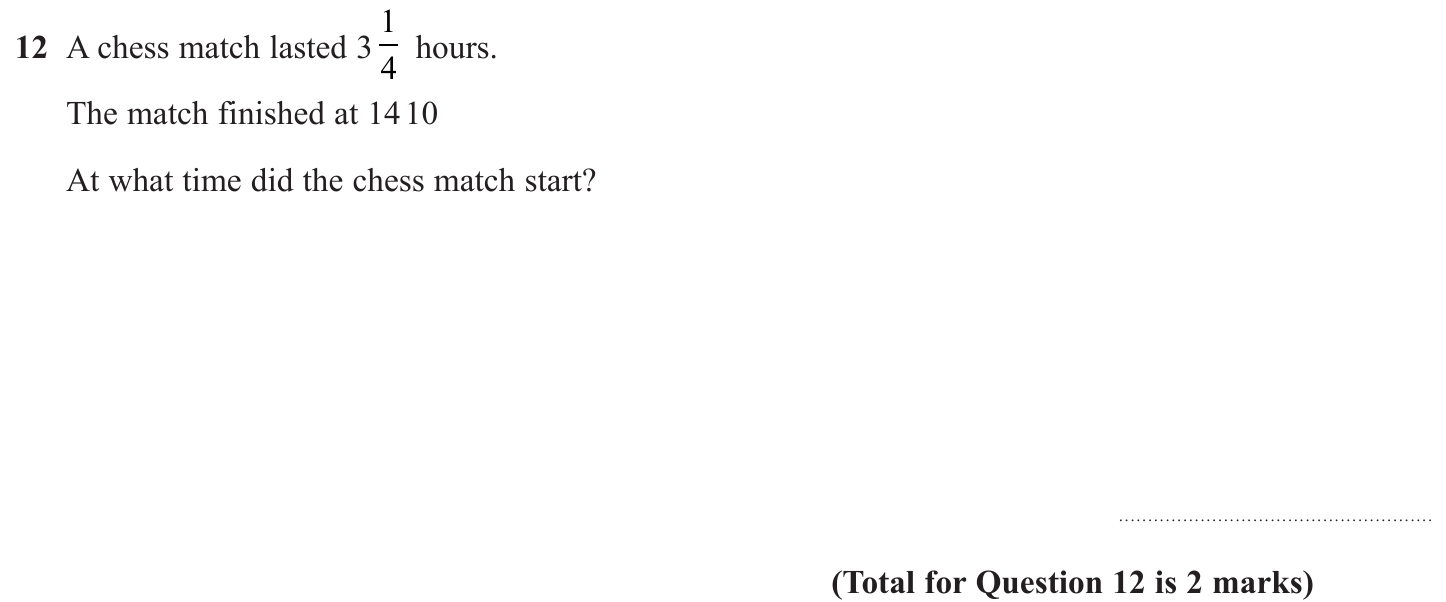 12 A chess match lasted 3 1/4 hours.
The match finished at 14 10
At what time did the chess match start?
(Total for Question 12 is 2 marks)